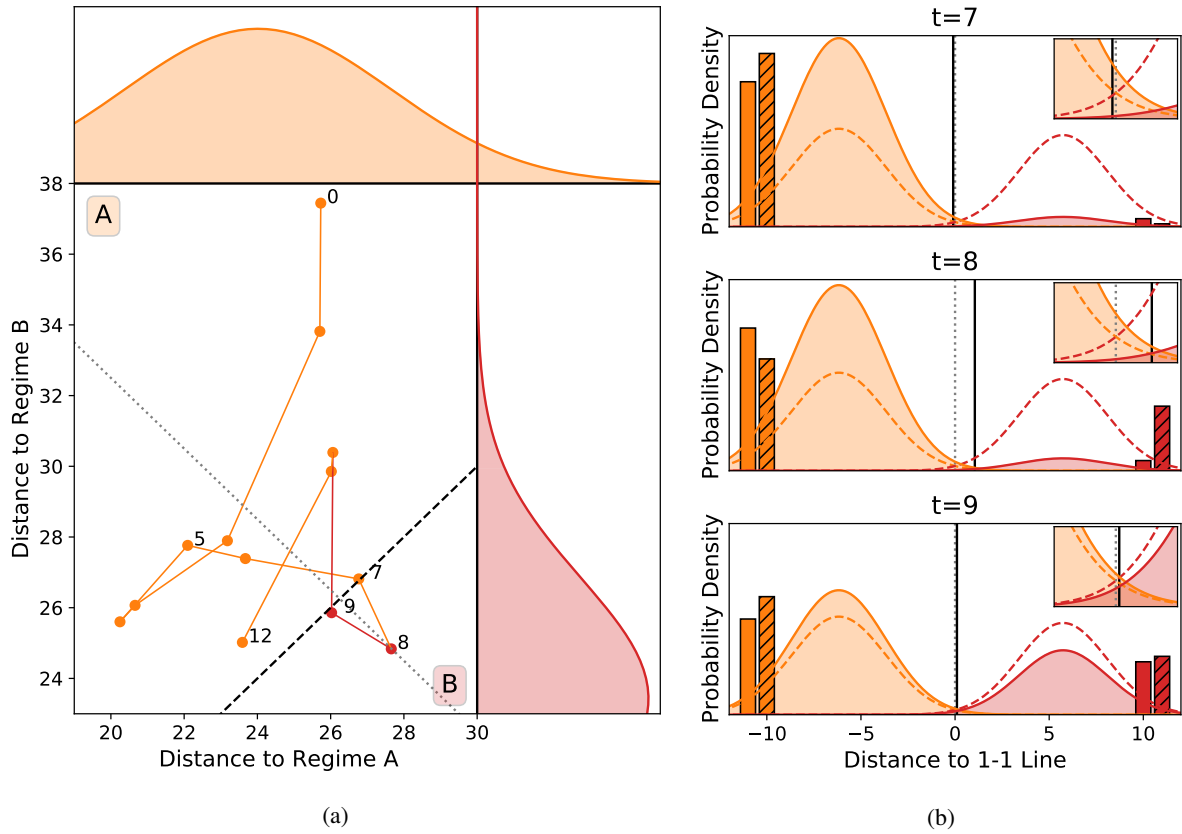 38
36
34
32
30
28
26
24
Distance to Regime B
A
0
5
7
9
8
12
B
20
22
24
26
28
30
Distance to Regime A
(a)
t=7
Probability Density
t=8
Probability Density
t=9
Probability Density
−10
−5
0
5
10
Distance to 1-1 Line
(b)